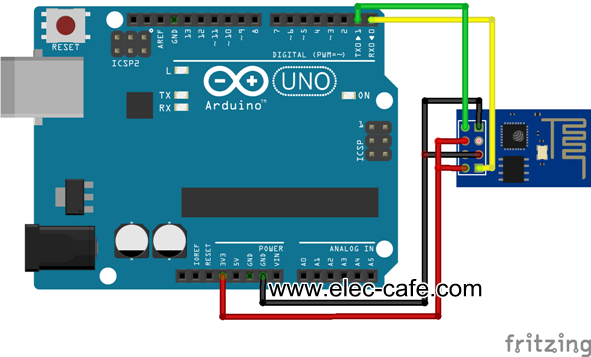 RESET
ICSP2
AREF
GND
13
12
~11
~10
~9
8
7
~6
~5
4
~3
2
TXO▶1
RXO◀0
DIGITAL (PWM=~)
L
TX
RX
UNO
Arduino™
ON
1
ICSP
POWER
ANALOG IN
IOREF
RESET
3V3
5V
GND
GND
VIN
A0
A1
A2
A3
A4
A5
www.elec-cafe.com
fritzing